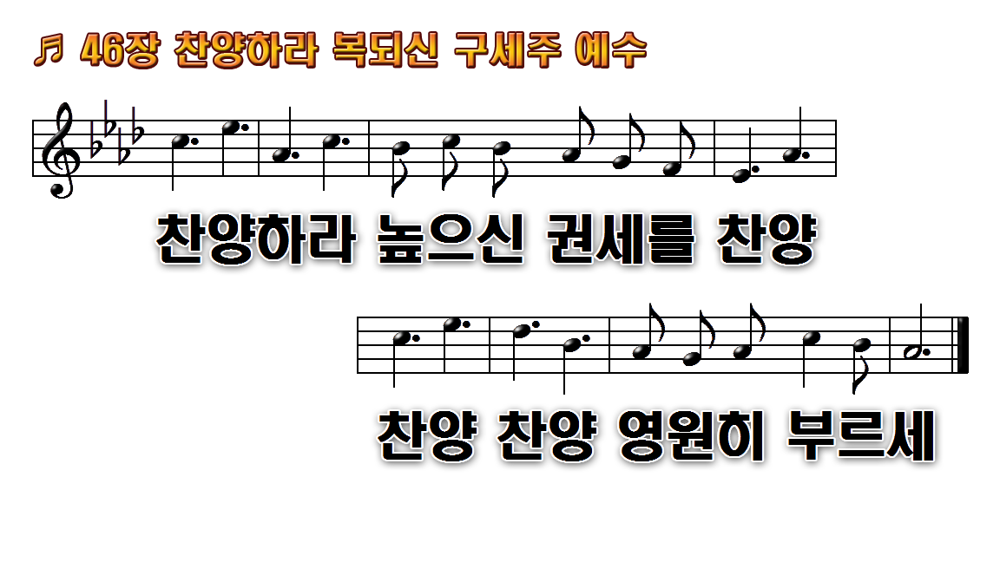 ♬ 46장 찬양하라 복되신 구세주 예수
찬양하라 높으신 권세를 찬양
찬양 찬양 영원히 부르세